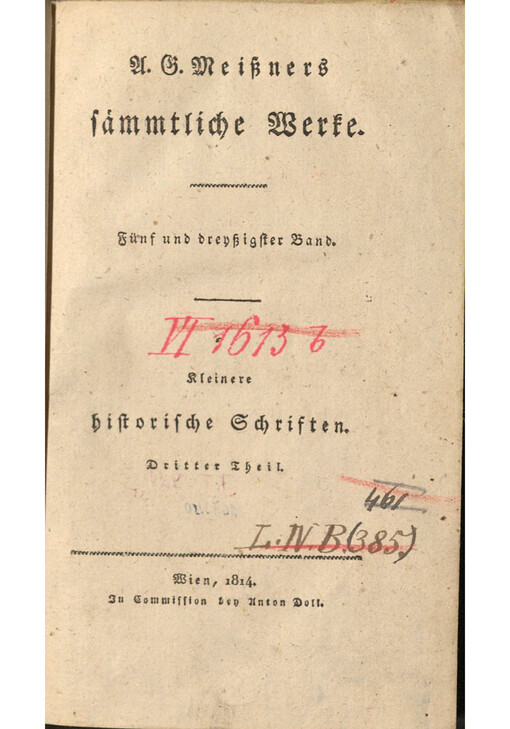 A. G. Meißners
sämmtliche Werke.
Fünf und dreyßigster Band.
VI 1613 b
Kleinere
historische Schriften.
Dritter Theil.
461
L. IV. B. (385)
Wien, 1814.
In Commission bey Anton Doll.